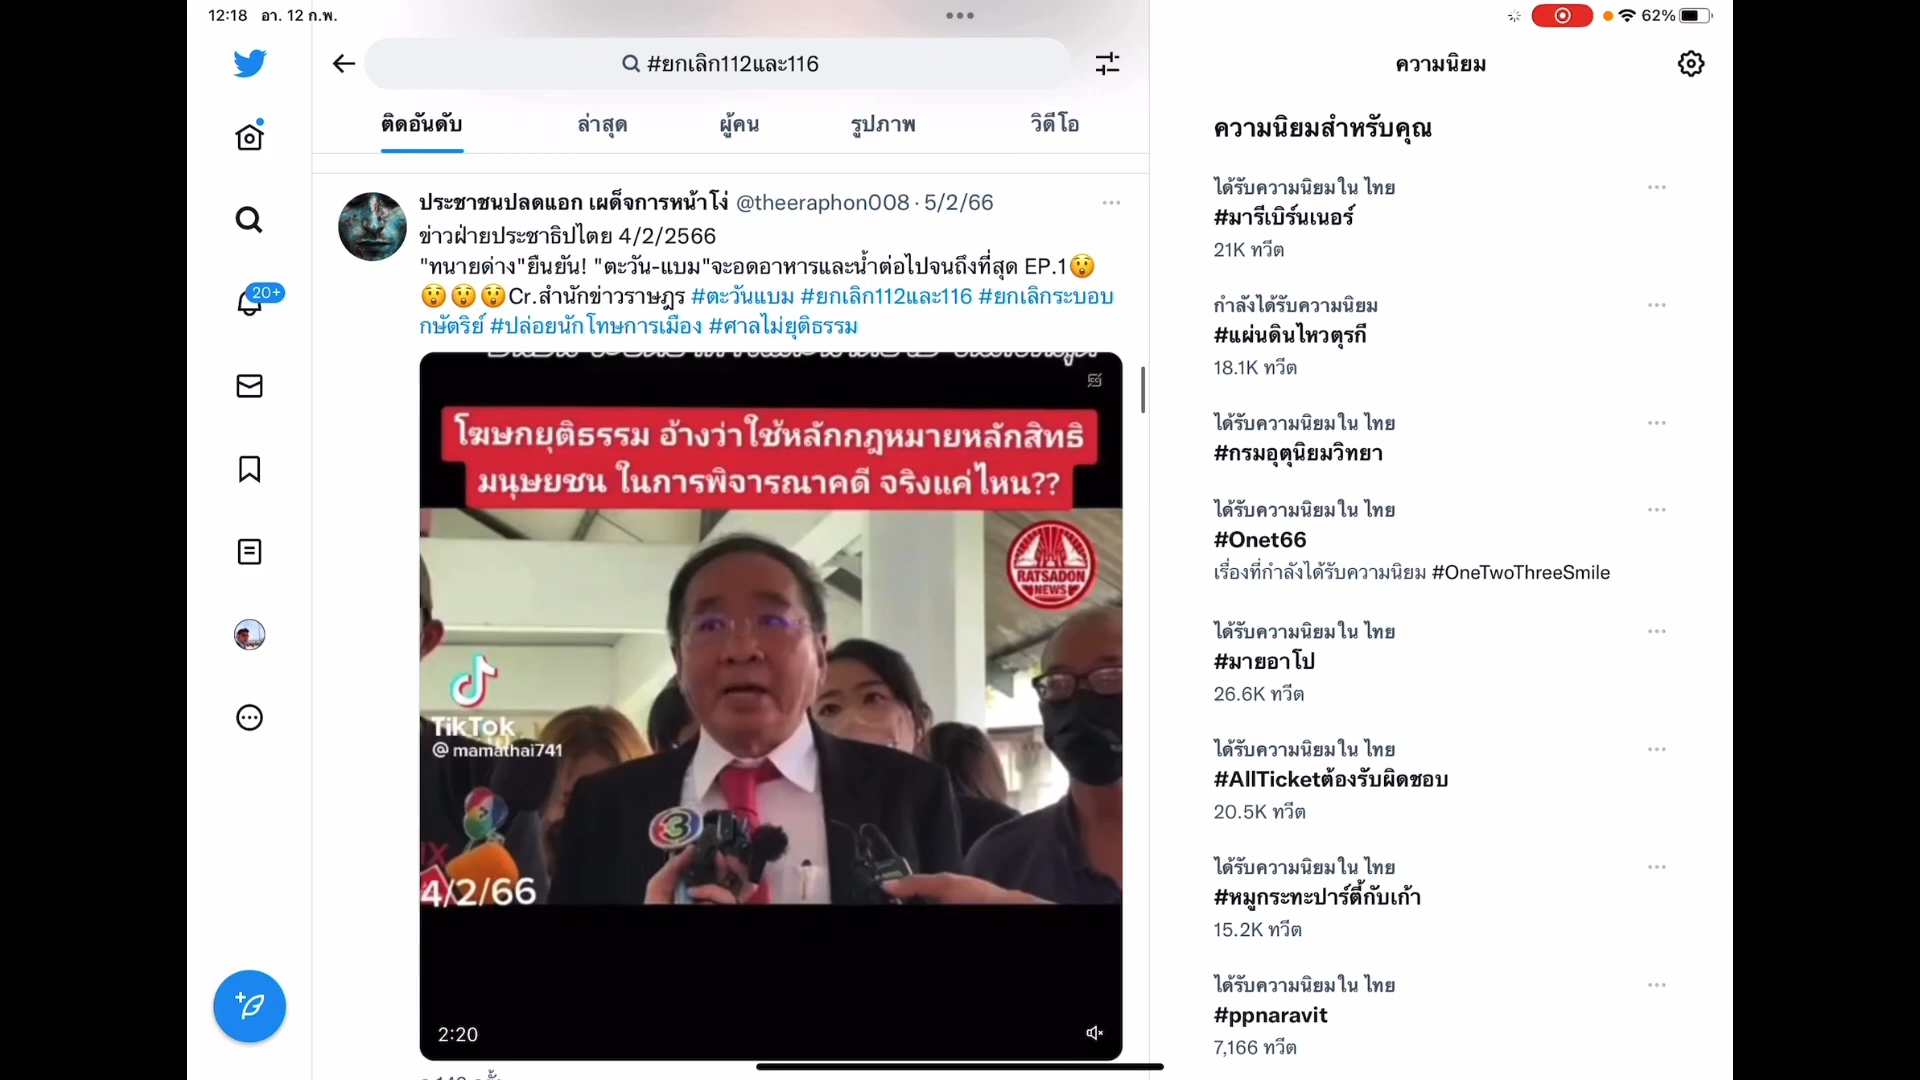 12:18 อา. 12 ก.พ.
62%
#ยกเลิก112และ116
ติดอันดับ
ล่าสุด
ผู้คน
รูปภาพ
วิดีโอ
20+
ประชาชนปลดแอก เผด็จการหน้าโง่ @theeraphon008 · 5/2/66
ข่าวฝ่ายประชาธิปไตย 4/2/2566
"ทนายด่าง"ยืนยัน! "ตะวัน-แบม"จะอดอาหารและน้ำต่อไปจนถึงที่สุด EP.1😲
😲😲😲Cr.สำนักข่าวราษฎร #ตะวันแบม #ยกเลิก112และ116 #ยกเลิกระบอบ
กษัตริย์ #ปล่อยนักโทษการเมือง #ศาลไม่ยุติธรรม
โฆษกยุติธรรม อ้างว่าใช้หลักกฎหมายหลักสิทธิ
มนุษยชน ในการพิจารณาคดี จริงแค่ไหน??
RATSADON
NEWS
TikTok
@mamathai741
3
4/2/66
2:20
ความนิยม
ความนิยมสำหรับคุณ
ได้รับความนิยมใน ไทย
#มารีเบิร์นเนอร์
21K ทวีต
กำลังได้รับความนิยม
#แผ่นดินไหวตุรกี
18.1K ทวีต
ได้รับความนิยมใน ไทย
#กรมอุตุนิยมวิทยา
ได้รับความนิยมใน ไทย
#Onet66
เรื่องที่กำลังได้รับความนิยม #OneTwoThreeSmile
ได้รับความนิยมใน ไทย
#มายอาโป
26.6K ทวีต
ได้รับความนิยมใน ไทย
#AllTicketต้องรับผิดชอบ
20.5K ทวีต
ได้รับความนิยมใน ไทย
#หมูกระทะปาร์ตี้กับเก้า
15.2K ทวีต
ได้รับความนิยมใน ไทย
#ppnaravit
7,166 ทวีต